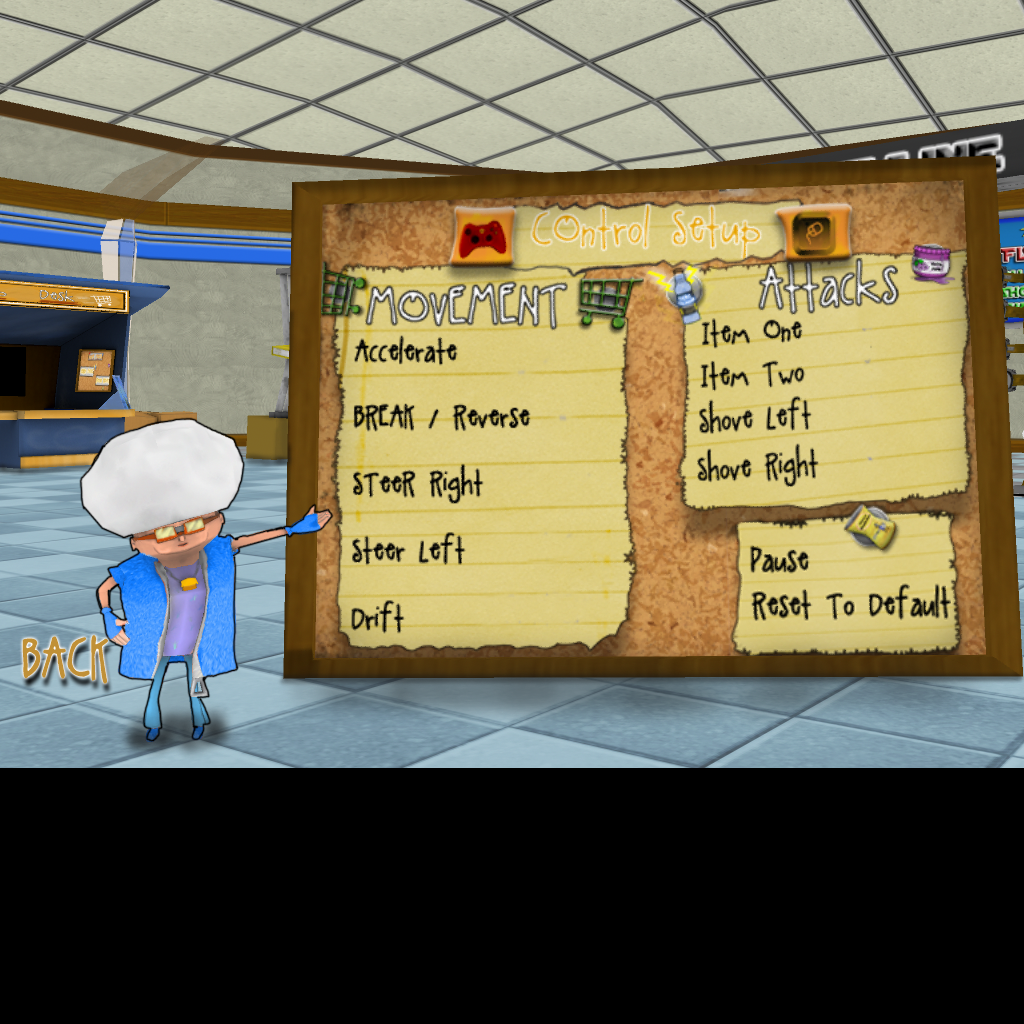 Control Setup
MOVEMENT
Accelerate
BREAK / Reverse
STeeR Right
Steer Left
Drift
Attacks
Item One
Item Two
Shove Left
Shove Right
Pause
Reset To Default
BACK
Desk